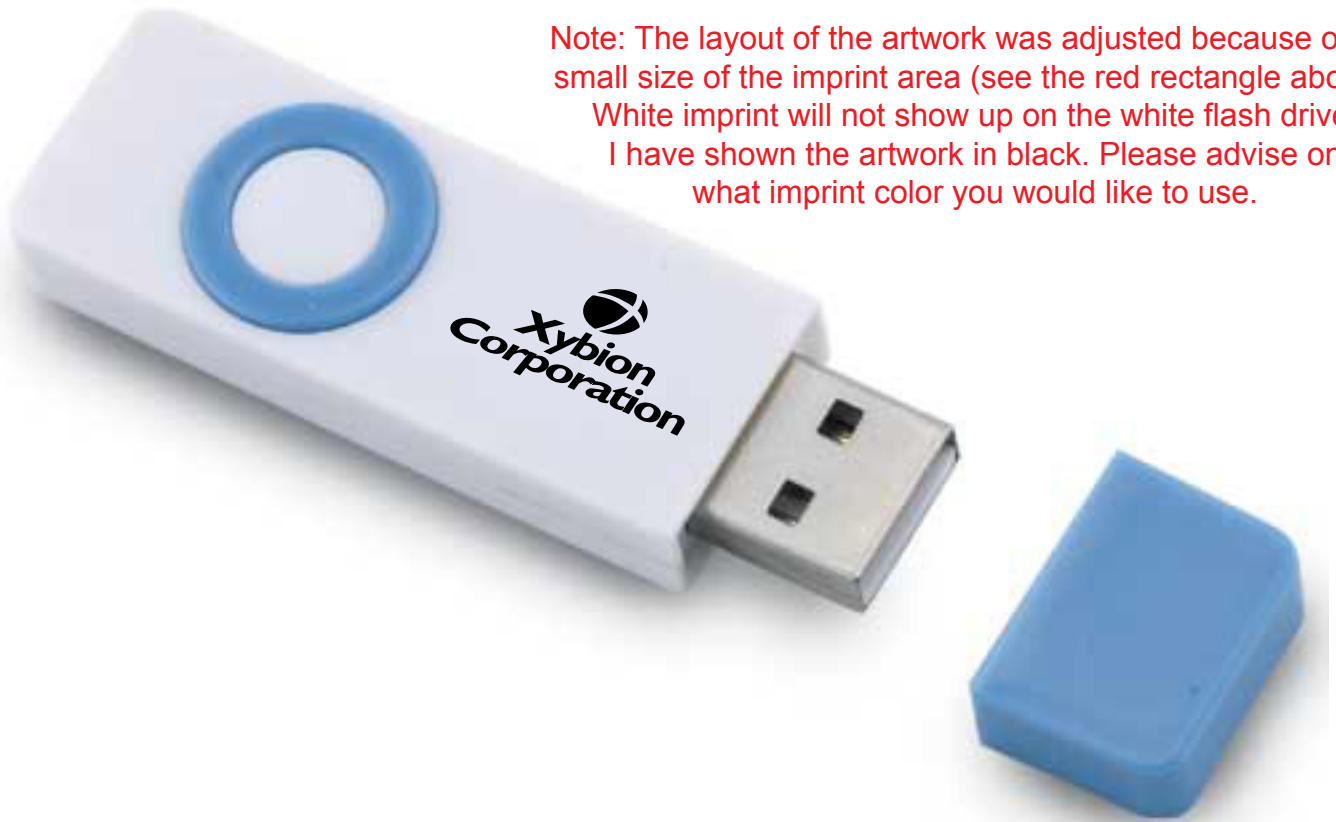 Note: The layout of the artwork was adjusted because o
small size of the imprint area (see the red rectangle abo
White imprint will not show up on the white flash drive
I have shown the artwork in black. Please advise on
what imprint color you would like to use.
Xybion
Corporation